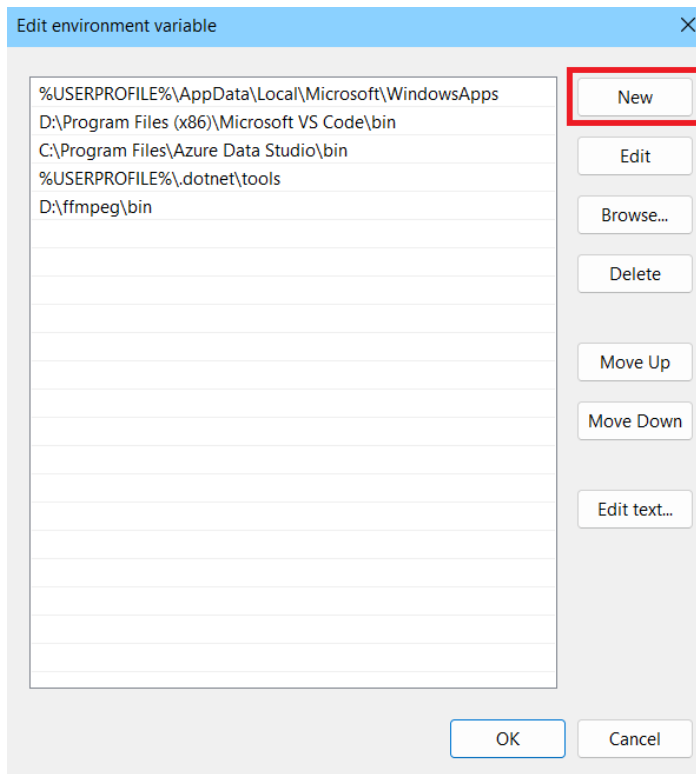 Edit environment variable
%USERPROFILE%\AppData\Local\Microsoft\WindowsApps
D:\Program Files (x86)\Microsoft VS Code\bin
C:\Program Files\Azure Data Studio\bin
%USERPROFILE%\.dotnet\tools
D:\ffmpeg\bin
New
Edit
Browse...
Delete
Move Up
Move Down
Edit text...
OK
Cancel